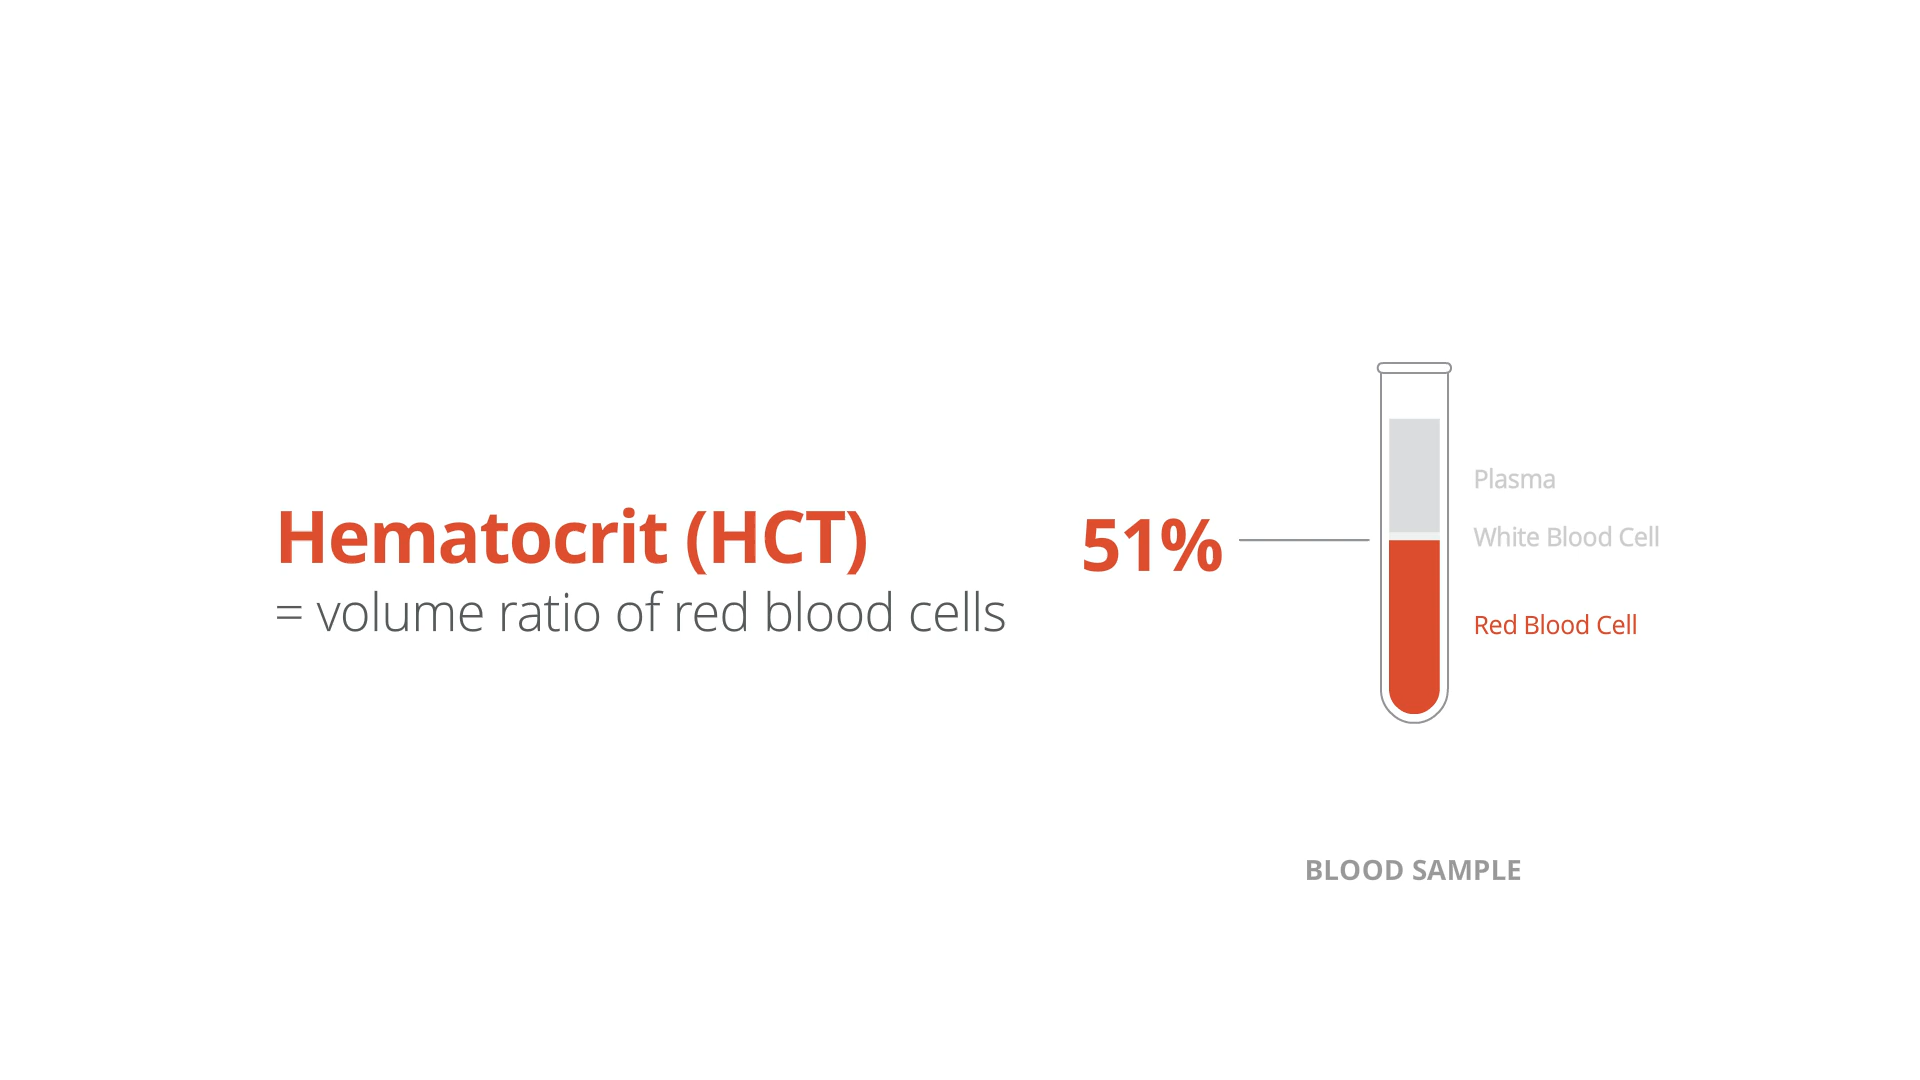 Hematocrit (HCT)
= volume ratio of red blood cells
51%
Plasma
White Blood Cell
Red Blood Cell
BLOOD SAMPLE